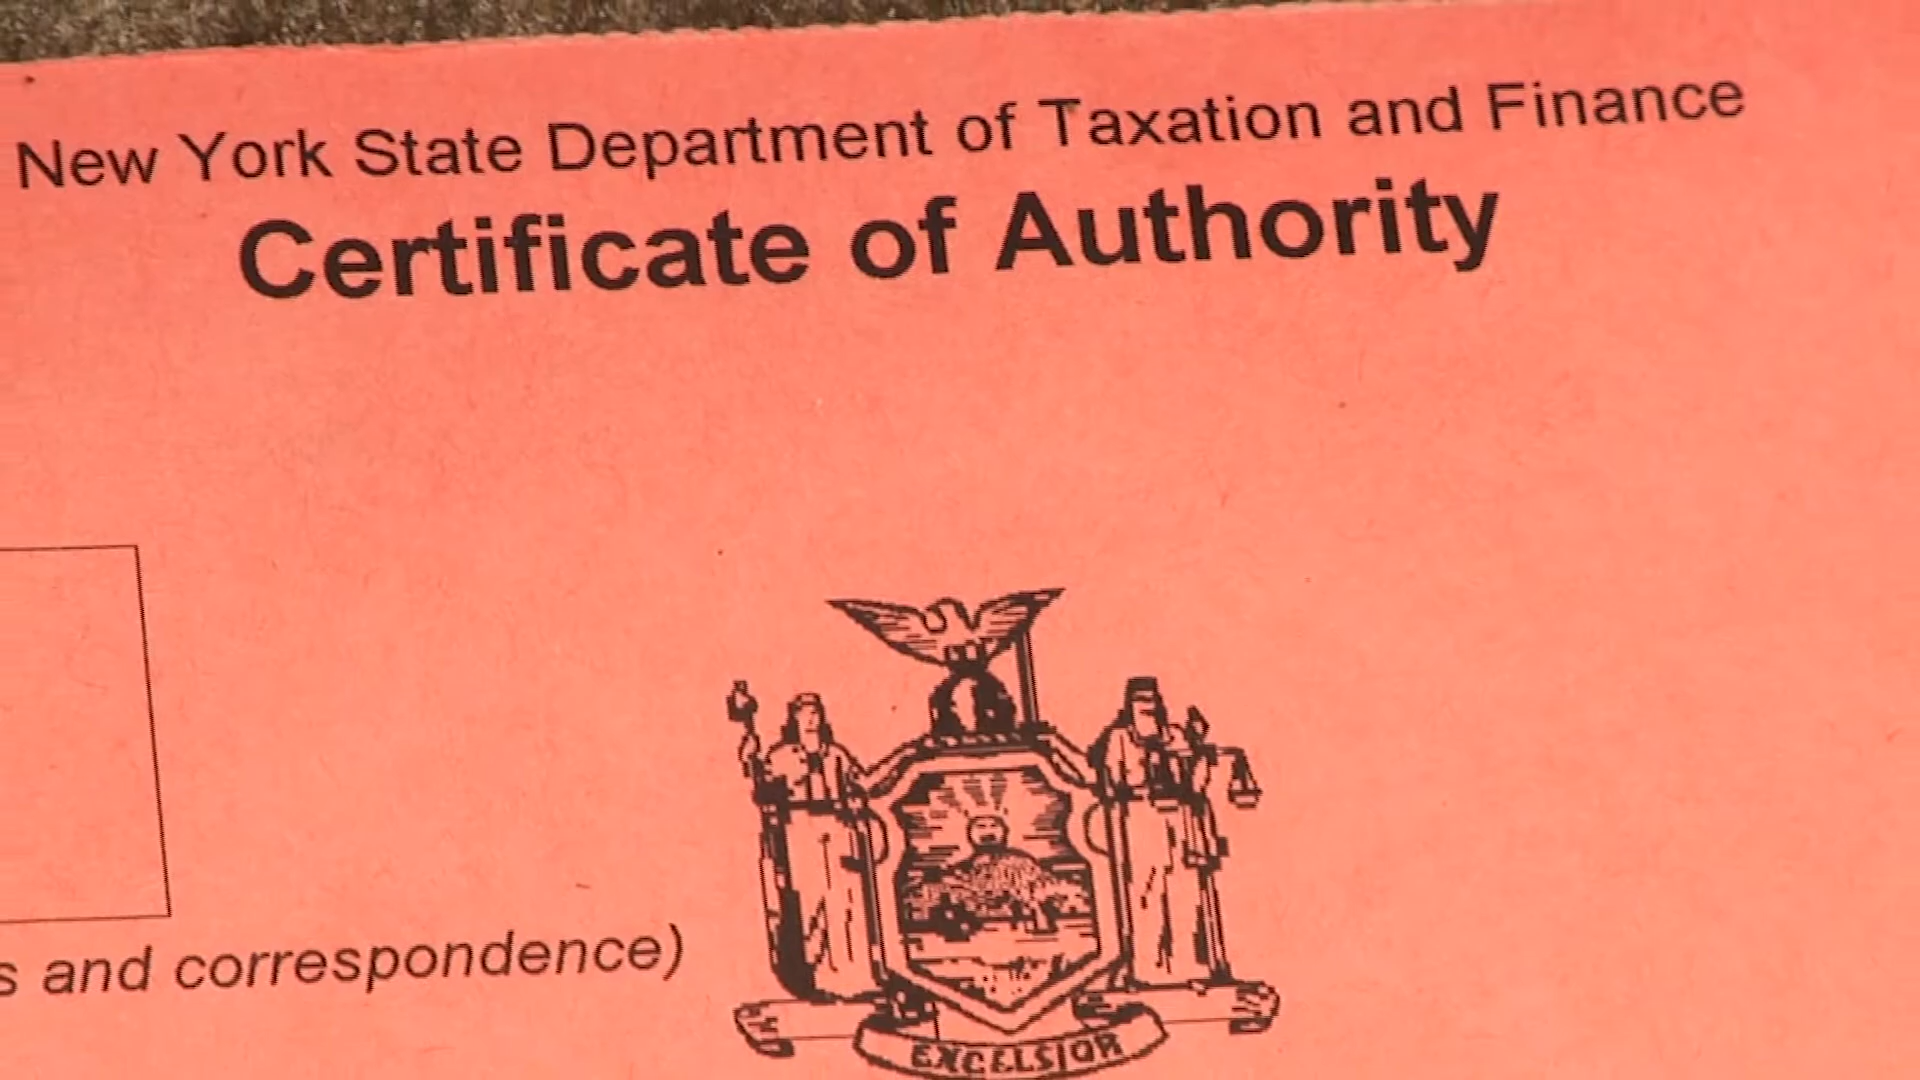 New York State Department of Taxation and Finance
Certificate of Authority
and correspondence)
EXCELSIOR